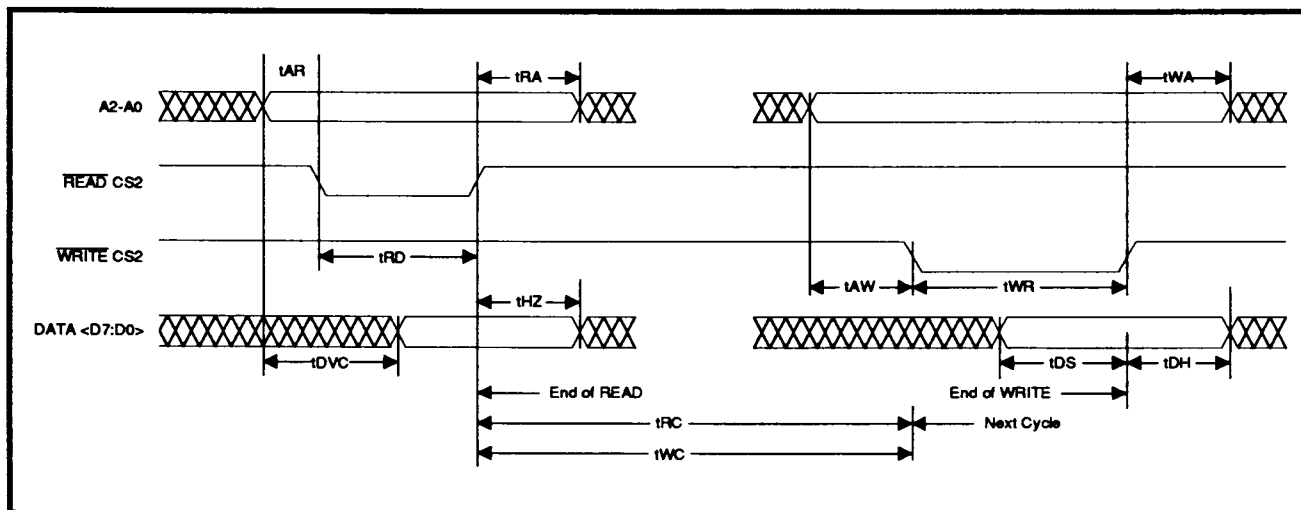 tAR
tRA
tWA
A2-A0
READ CS2
WRITE CS2
tRD
tAW
tWR
tHZ
DATA <D7:D0>
tDVC
tDS
tDH
End of READ
End of WRITE
tRC
Next Cycle
tWC